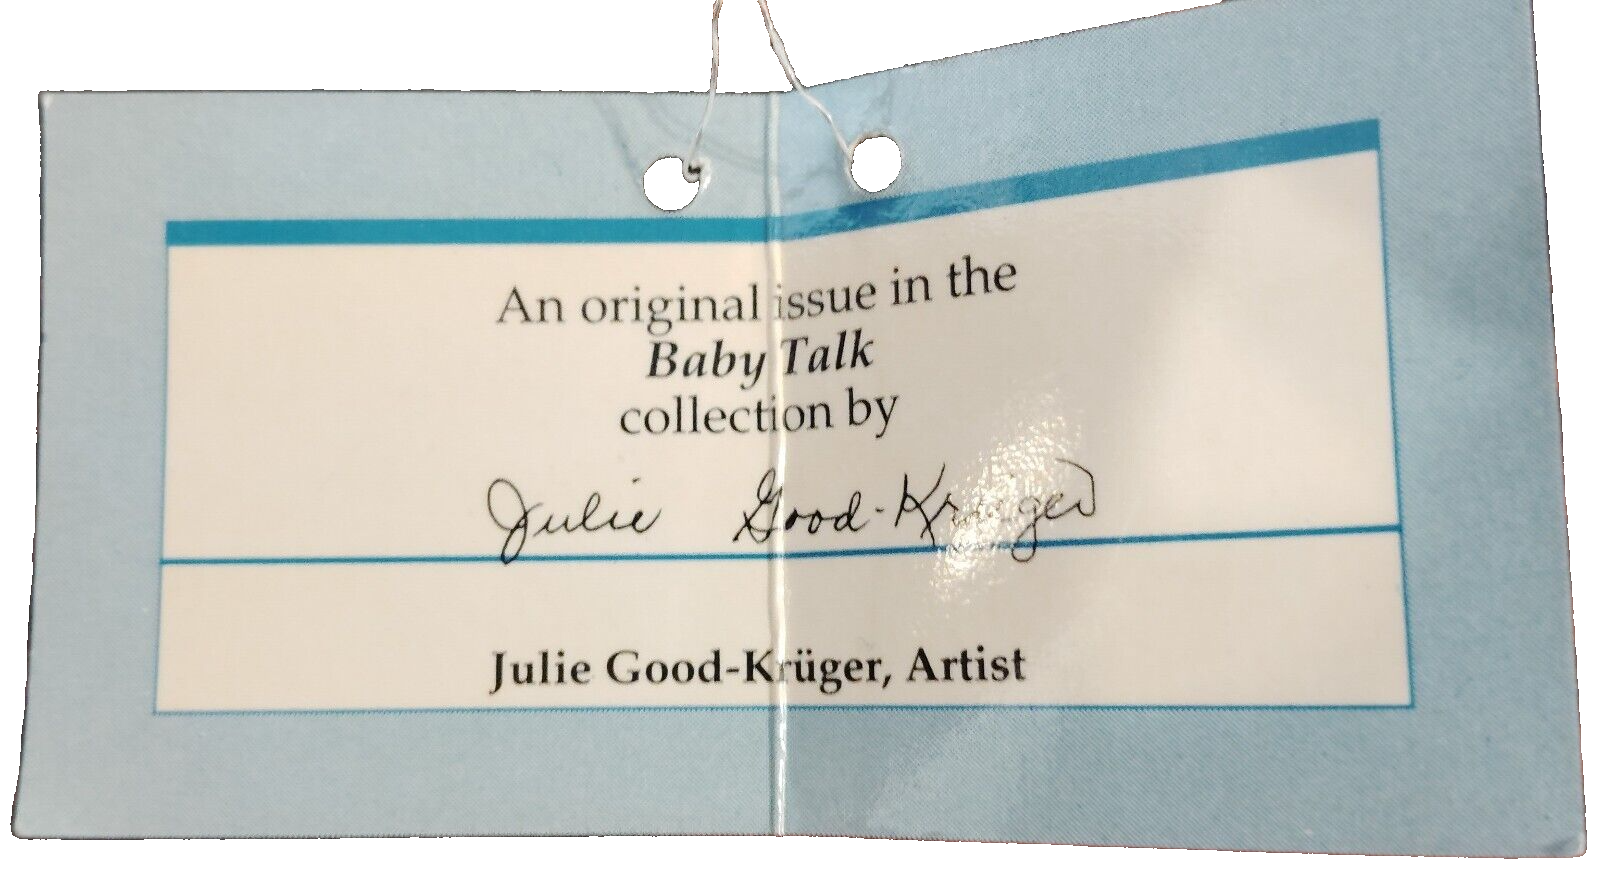 An original issue in the
Baby Talk
collection by
Julie Good-Krüger
Julie Good-Krüger, Artist